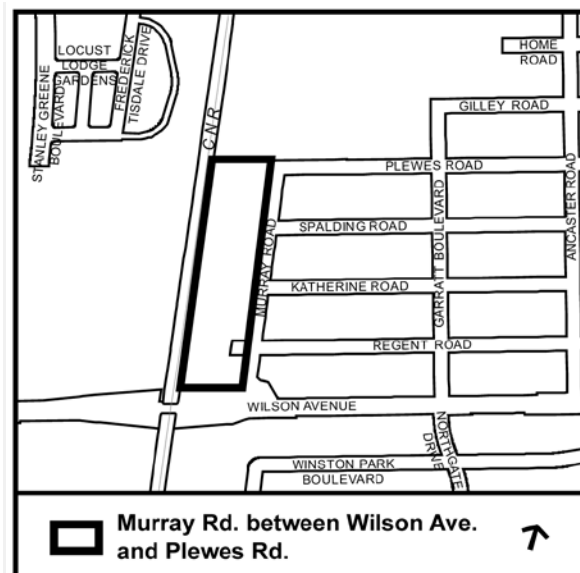 LOCUST
LODGE
GARDENS
STANLEY GREENE
BOULEVARD
FREDERICK
TISDALE DRIVE
CNR
HOME
ROAD
GILLEY ROAD
PLEWES ROAD
ANCASTER ROAD
SPALDING ROAD
MURRAY ROAD
GARRATT BOULEVARD
KATHERINE ROAD
REGENT ROAD
WILSON AVENUE
NORTHGATE
DRIVE
WINSTON PARK
BOULEVARD
Murray Rd. between Wilson Ave.
and Plewes Rd.